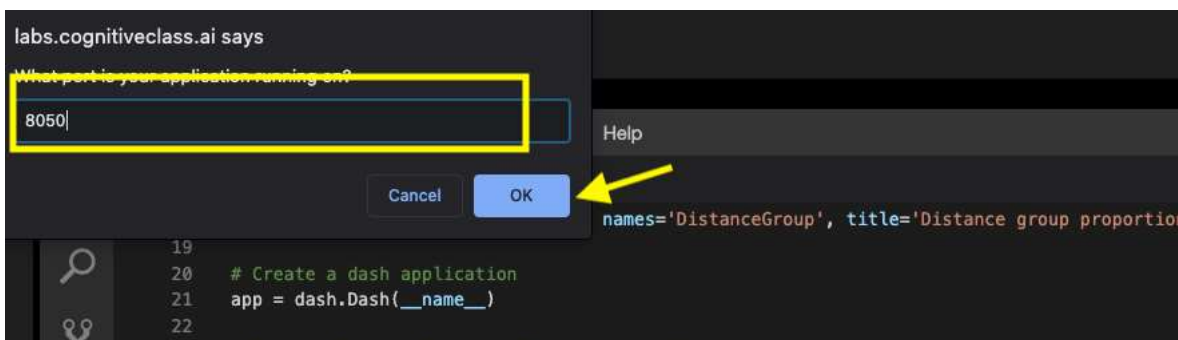 labs.cognitiveclass.ai says
What port is your application running on?
8050
Cancel OK
Help
names='DistanceGroup', title='Distance group proportion
19
20 # Create a dash application
21 app = dash.Dash(__name__)
22